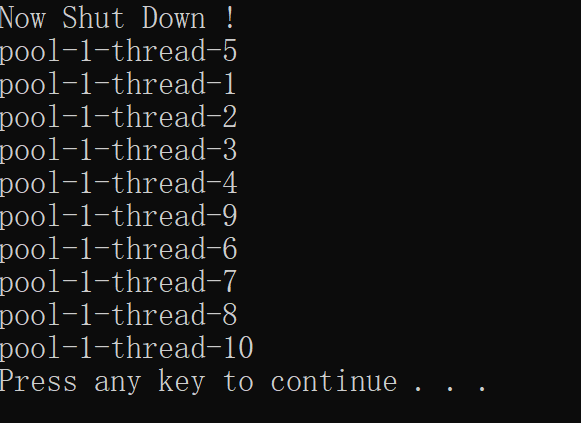 Now Shut Down !
pool-1-thread-5
pool-1-thread-1
pool-1-thread-2
pool-1-thread-3
pool-1-thread-4
pool-1-thread-9
pool-1-thread-6
pool-1-thread-7
pool-1-thread-8
pool-1-thread-10
Press any key to continue . . .